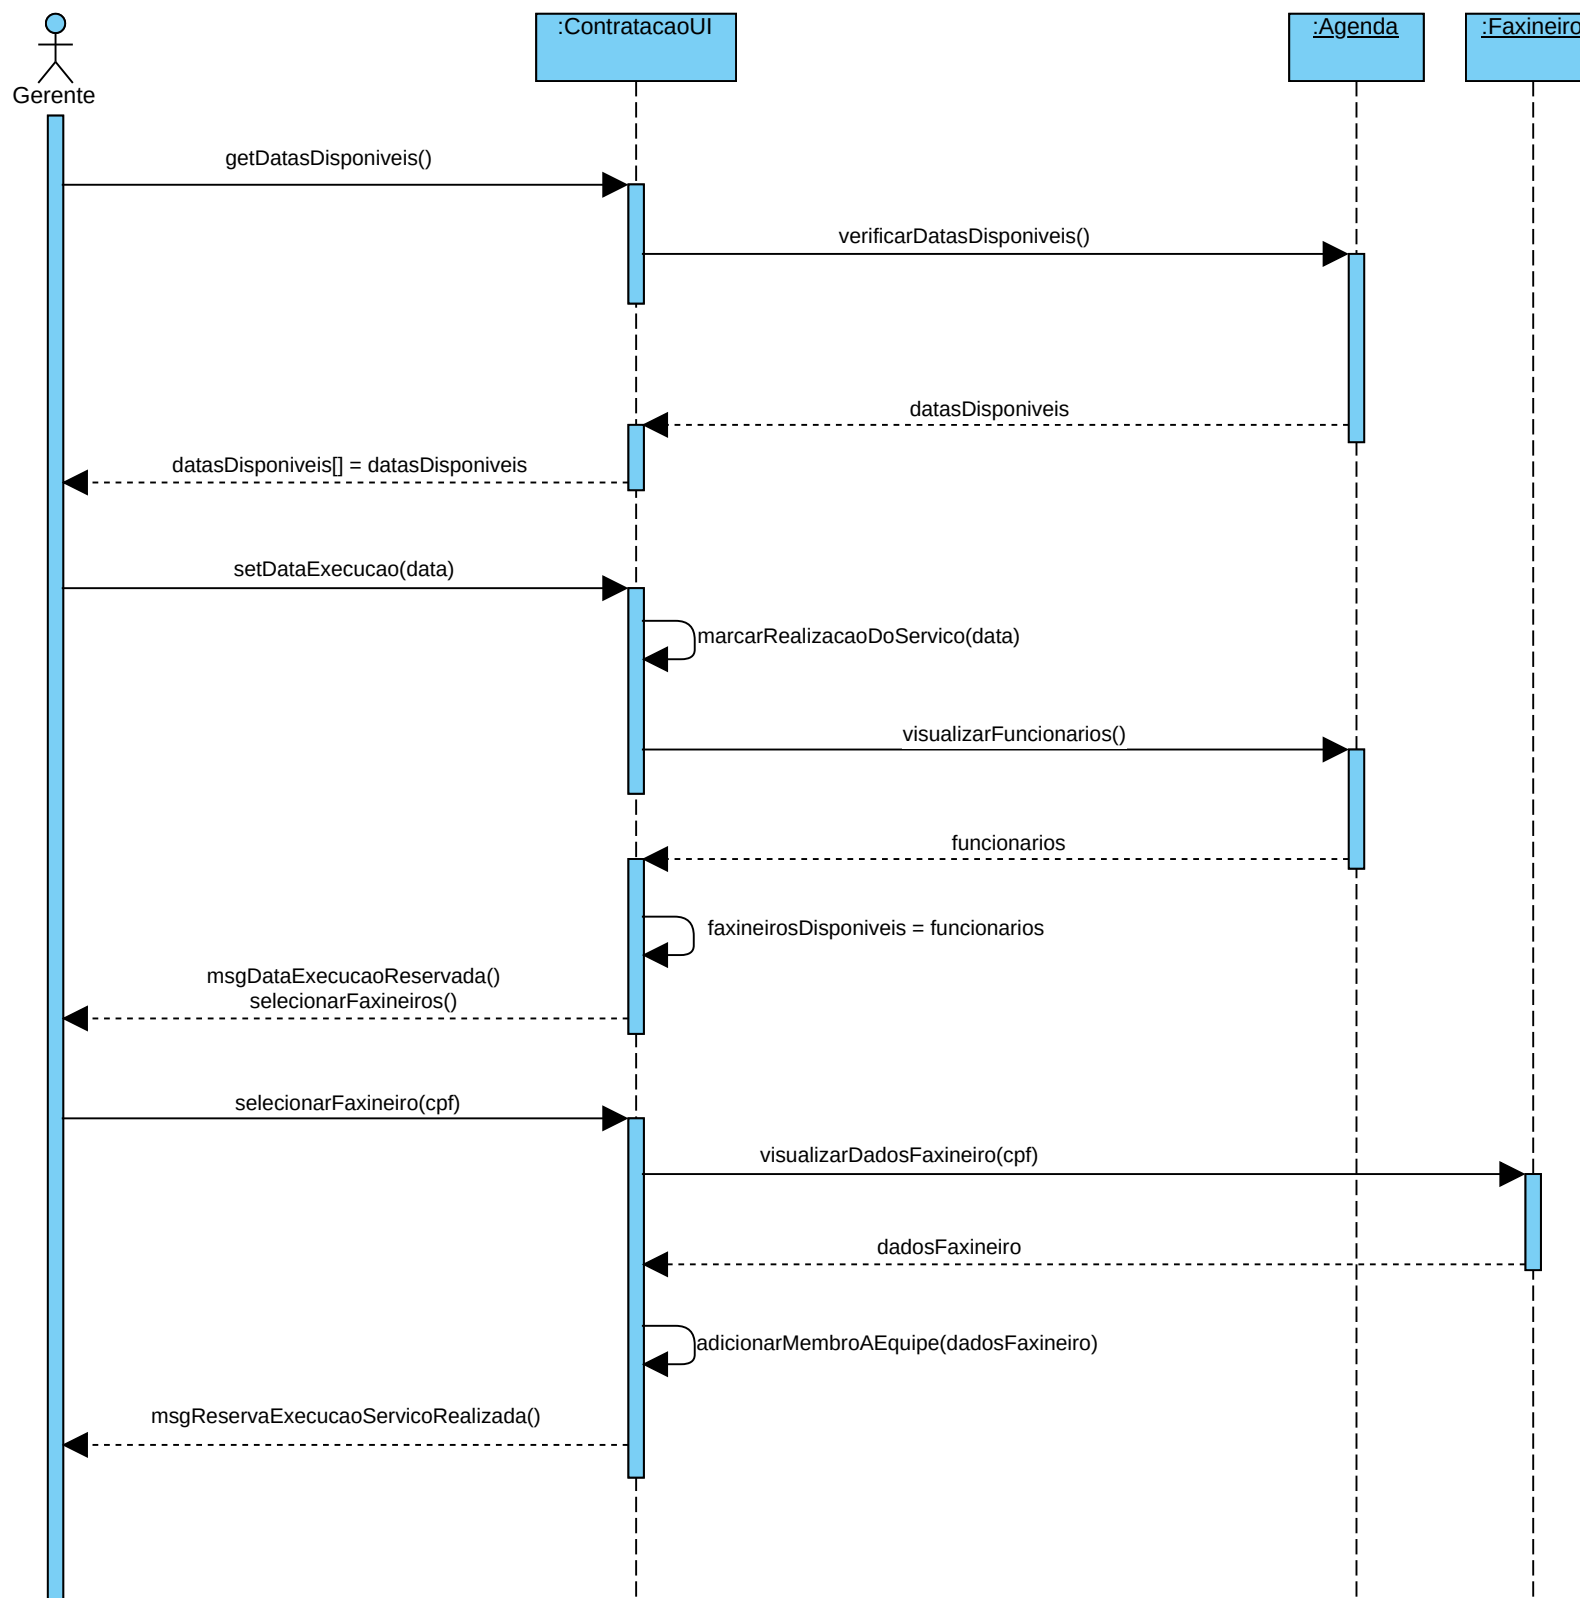 :ContratacaoUI
:Agenda
:Faxineiro
Gerente
getDatasDisponiveis()
verificarDatasDisponiveis()
datasDisponiveis
datasDisponiveis[] = datasDisponiveis
setDataExecucao(data)
marcarRealizacaoDoServico(data)
visualizarFuncionarios()
funcionarios
faxineirosDisponiveis = funcionarios
msgDataExecucaoReservada()
selecionarFaxineiros()
selecionarFaxineiro(cpf)
visualizarDadosFaxineiro(cpf)
dadosFaxineiro
adicionarMembroAEquipe(dadosFaxineiro)
msgReservaExecucaoServicoRealizada()